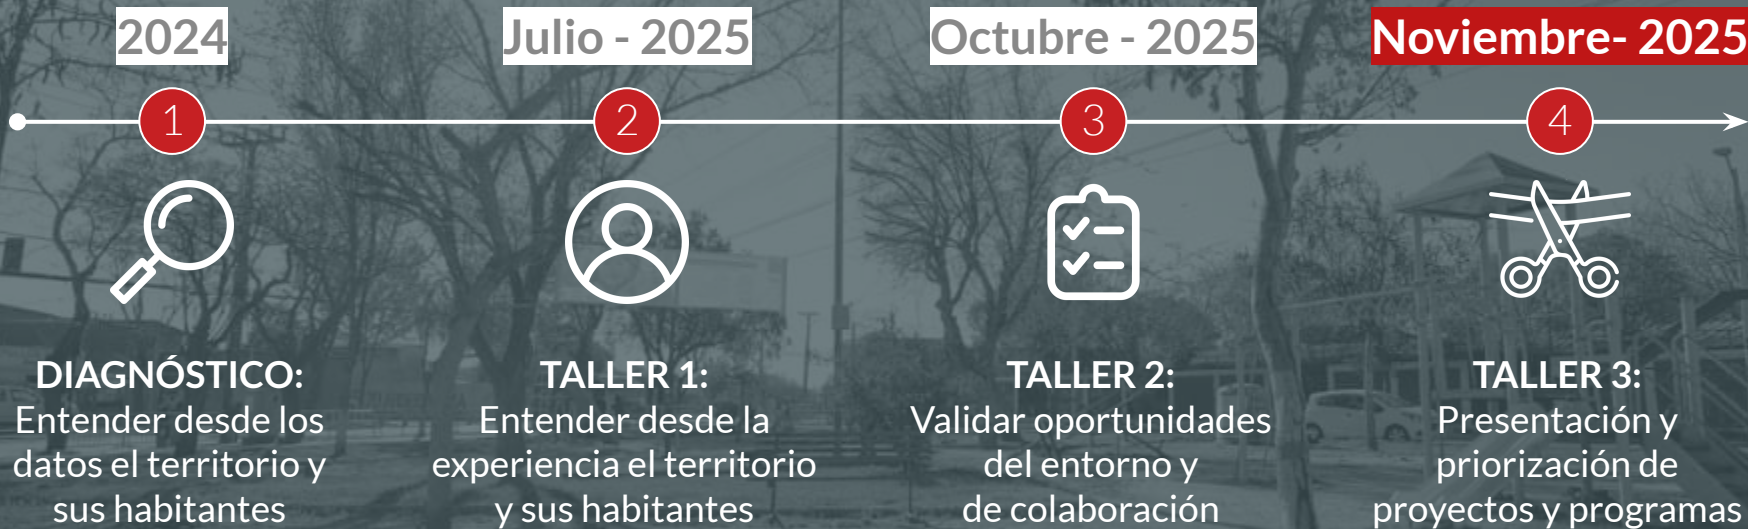 2024
Julio - 2025
Octubre - 2025
Noviembre- 2025
1
2
3
4
DIAGNÓSTICO:
Entender desde los
datos el territorio y
sus habitantes
TALLER 1:
Entender desde la
experiencia el territorio
y sus habitantes
TALLER 2:
Validar oportunidades
del entorno y
de colaboración
TALLER 3:
Presentación y
priorización de
proyectos y programas